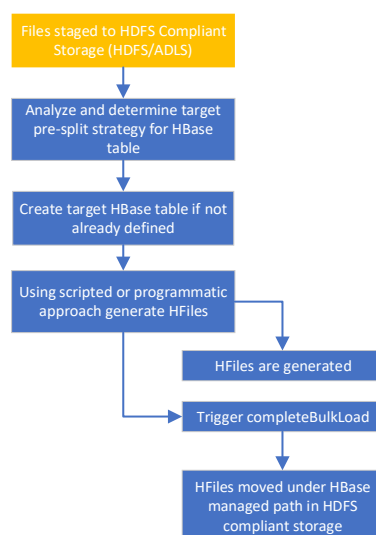 Files staged to HDFS Compliant
Storage (HDFS/ADLS)
Analyze and determine target
pre-split strategy for HBase
table
Create target HBase table if not
already defined
Using scripted or programmatic
approach generate HFiles
HFiles are generated
Trigger completeBulkLoad
HFiles moved under HBase
managed path in HDFS
compliant storage